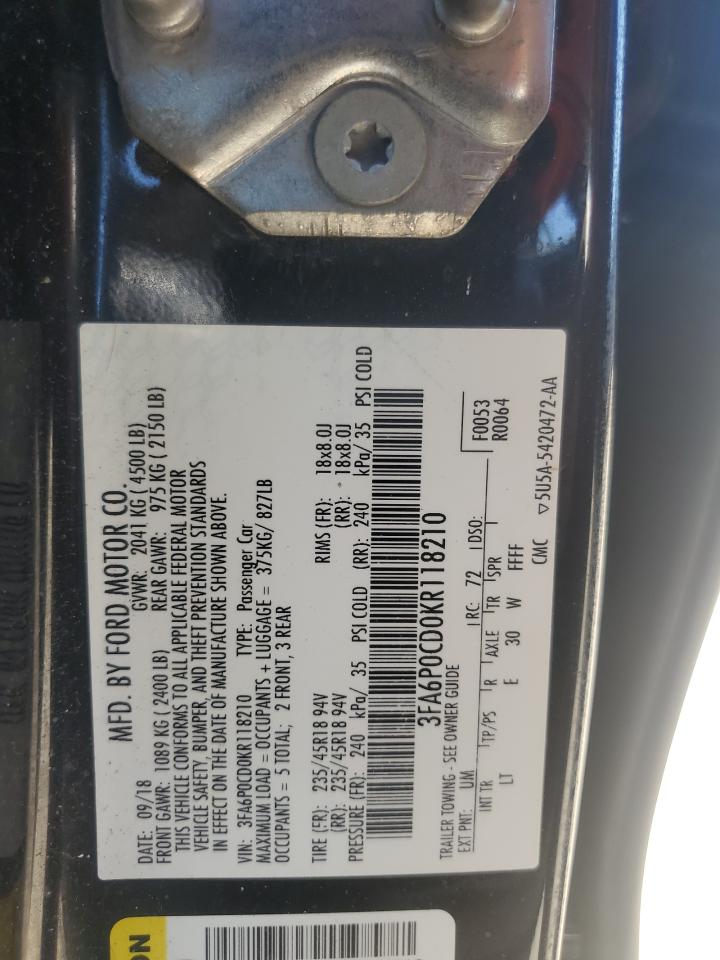 MFD. BY FORD MOTOR CO.
DATE: 09/18 GVWR: 2041 KG ( 4500 LB)
FRONT GAWR: 1089 KG ( 2400 LB) REAR GAWR: 975 KG ( 2150 LB)
THIS VEHICLE CONFORMS TO ALL APPLICABLE FEDERAL MOTOR
VEHICLE SAFETY, BUMPER, AND THEFT PREVENTION STANDARDS
IN EFFECT ON THE DATE OF MANUFACTURE SHOWN ABOVE.
VIN: 3FA6P0CD0KR118210 TYPE: Passenger Car
MAXIMUM LOAD = OCCUPANTS + LUGGAGE = 375KG/ 827LB
OCCUPANTS = 5 TOTAL; 2 FRONT, 3 REAR
TIRE (FR): 235/45R18 94V RIMS (FR): 18x8.0J
(RR): 235/45R18 94V (RR): 18x8.0J
PRESSURE (FR): 240 kPa/ 35 PSI COLD (RR): 240 kPa/ 35 PSI COLD
3FA6P0CD0KR118210
TRAILER TOWING - SEE OWNER GUIDE F0053
EXT PNT: UM RC: 72 DSO: R0064
INT TR TP/PS R AXLE TR SPR
LT E 30 W FFFF
CMC ▽5U5A-5420472-AA
ON